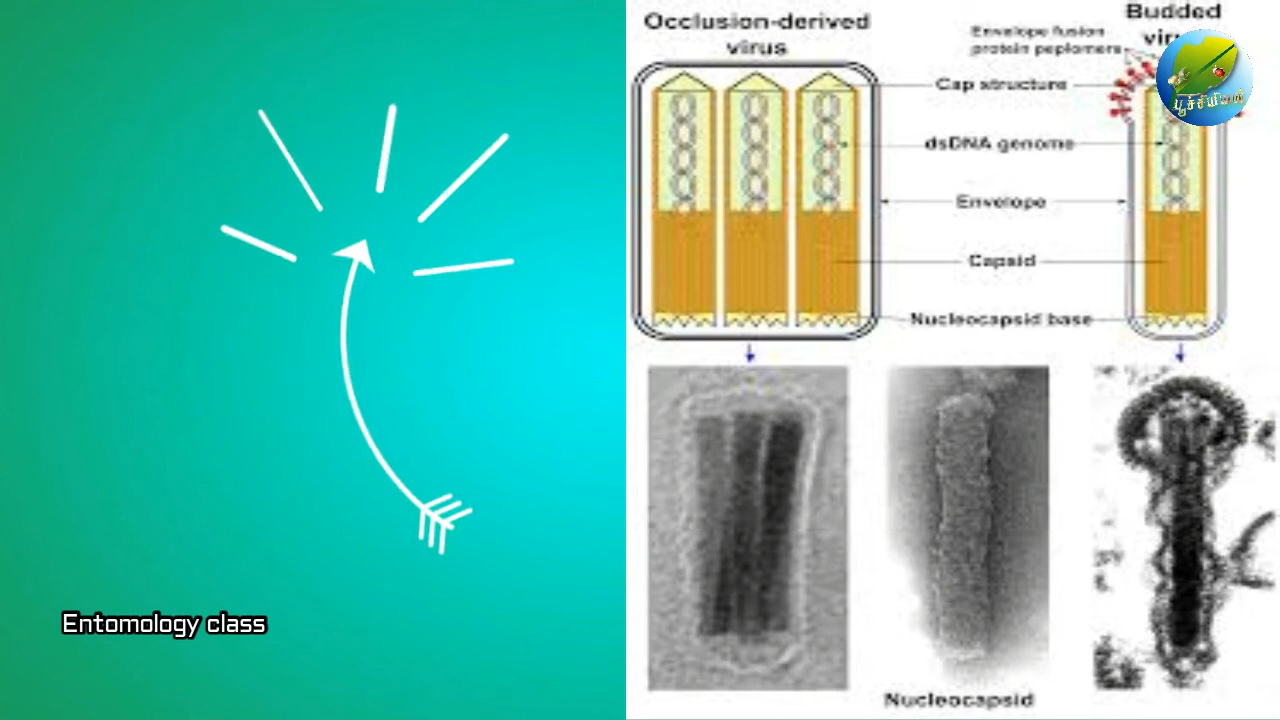 Occlusion-derived
virus
Budded
Envelope fusion
protein peplomers
Cap structure
dsDNA genome
Envelope
Capsid
Nucleocapsid base
Nucleocapsid
Entomology class